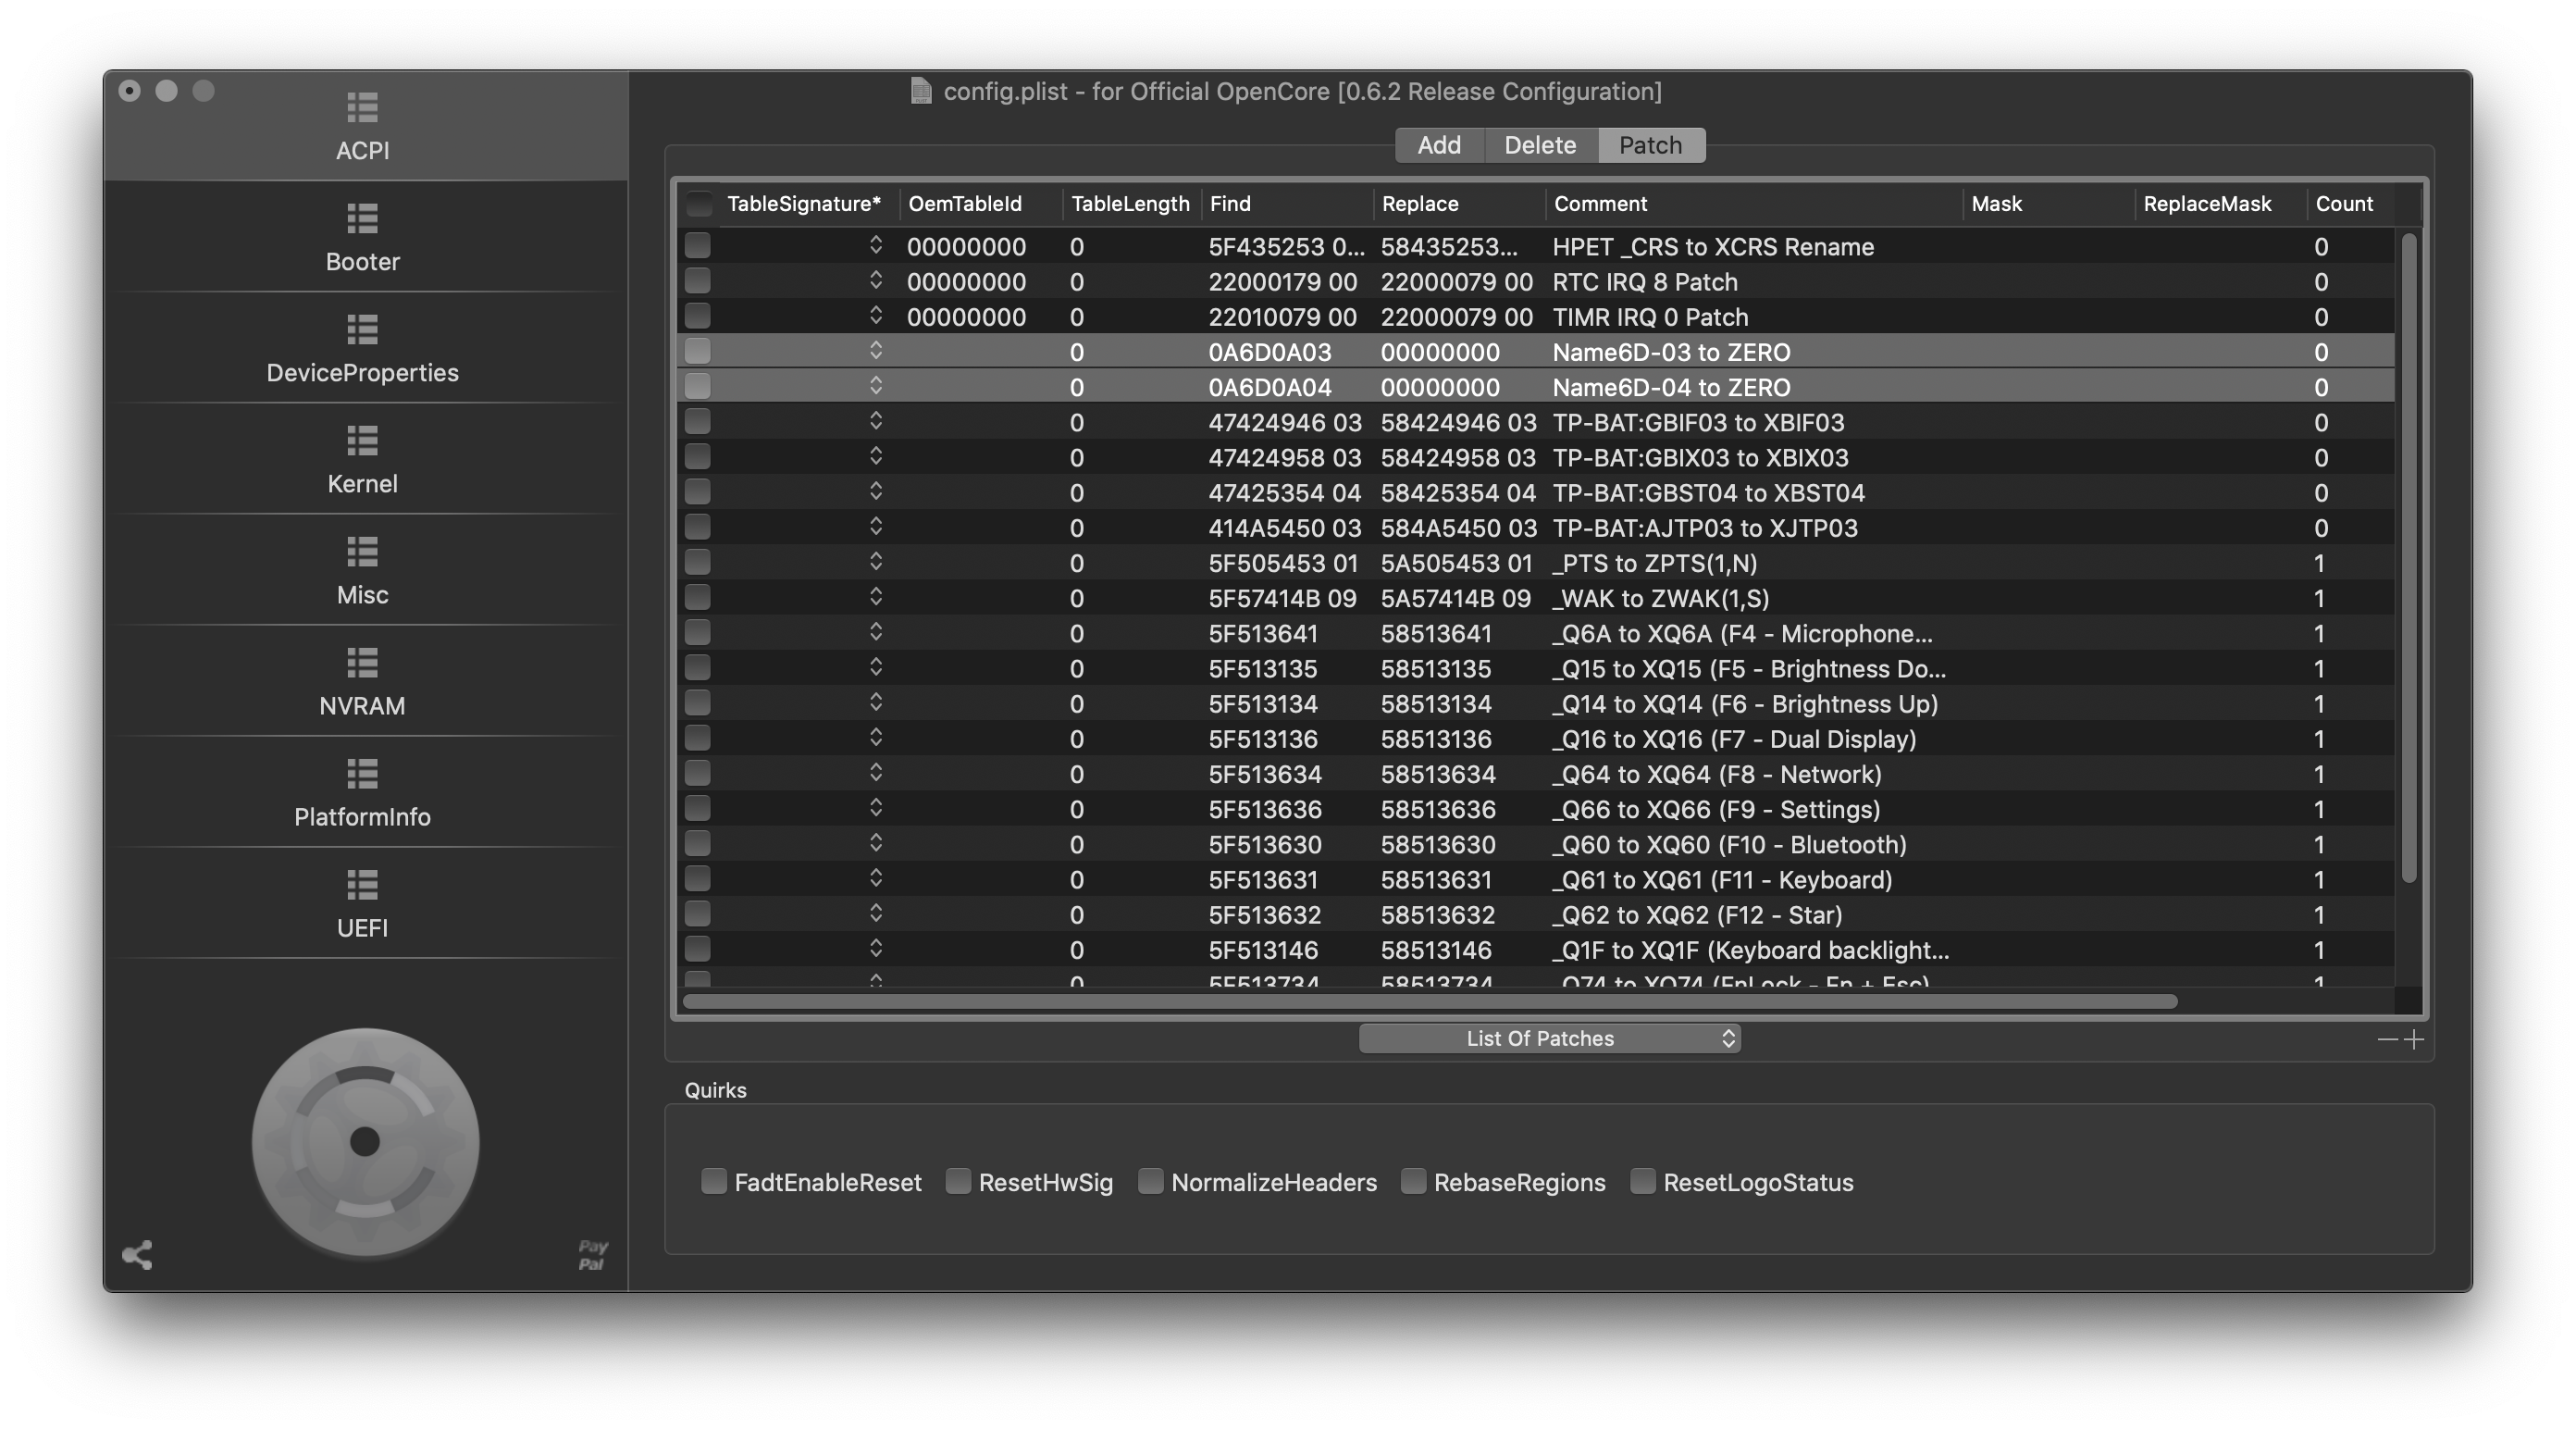 config.plist - for Official OpenCore [0.6.2 Release Configuration]
ACPI
Booter
DeviceProperties
Kernel
Misc
NVRAM
PlatformInfo
UEFI
Pay
Pal
Add Delete Patch
TableSignature* OemTableId TableLength Find Replace Comment Mask ReplaceMask Count
00000000 0 5F435253 0... 58435253... HPET _CRS to XCRS Rename 0
00000000 0 22000179 00 22000079 00 RTC IRQ 8 Patch 0
00000000 0 22010079 00 22000079 00 TIMR IRQ 0 Patch 0
0 0A6D0A03 00000000 Name6D-03 to ZERO 0
0 0A6D0A04 00000000 Name6D-04 to ZERO 0
0 47424946 03 58424946 03 TP-BAT:GBIF03 to XBIF03 0
0 47424958 03 58424958 03 TP-BAT:GBIX03 to XBIX03 0
0 47425354 04 58425354 04 TP-BAT:GBST04 to XBST04 0
0 414A5450 03 584A5450 03 TP-BAT:AJTP03 to XJTP03 0
0 5F505453 01 5A505453 01 _PTS to ZPTS(1,N) 1
0 5F57414B 09 5A57414B 09 _WAK to ZWAK(1,S) 1
0 5F513641 58513641 _Q6A to XQ6A (F4 - Microphone... 1
0 5F513135 58513135 _Q15 to XQ15 (F5 - Brightness Do... 1
0 5F513134 58513134 _Q14 to XQ14 (F6 - Brightness Up) 1
0 5F513136 58513136 _Q16 to XQ16 (F7 - Dual Display) 1
0 5F513634 58513634 _Q64 to XQ64 (F8 - Network) 1
0 5F513636 58513636 _Q66 to XQ66 (F9 - Settings) 1
0 5F513630 58513630 _Q60 to XQ60 (F10 - Bluetooth) 1
0 5F513631 58513631 _Q61 to XQ61 (F11 - Keyboard) 1
0 5F513632 58513632 _Q62 to XQ62 (F12 - Star) 1
0 5F513146 58513146 _Q1F to XQ1F (Keyboard backlight... 1
0 5F513734 58513734 _Q74 to XQ74 (FnLock - Fn + Esc) 1
List Of Patches
Quirks
FadtEnableReset ResetHwSig NormalizeHeaders RebaseRegions ResetLogoStatus